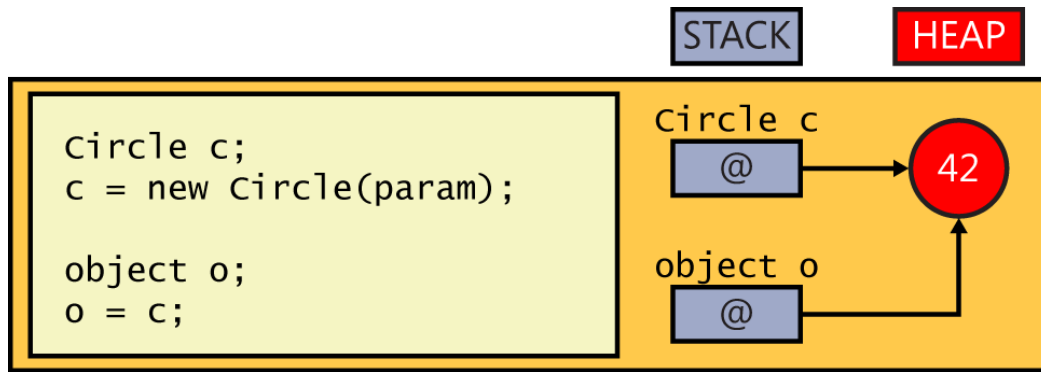 STACK HEAP
Circle c;
c = new Circle(param);
object o;
o = c;
Circle c
@
42
object o
@